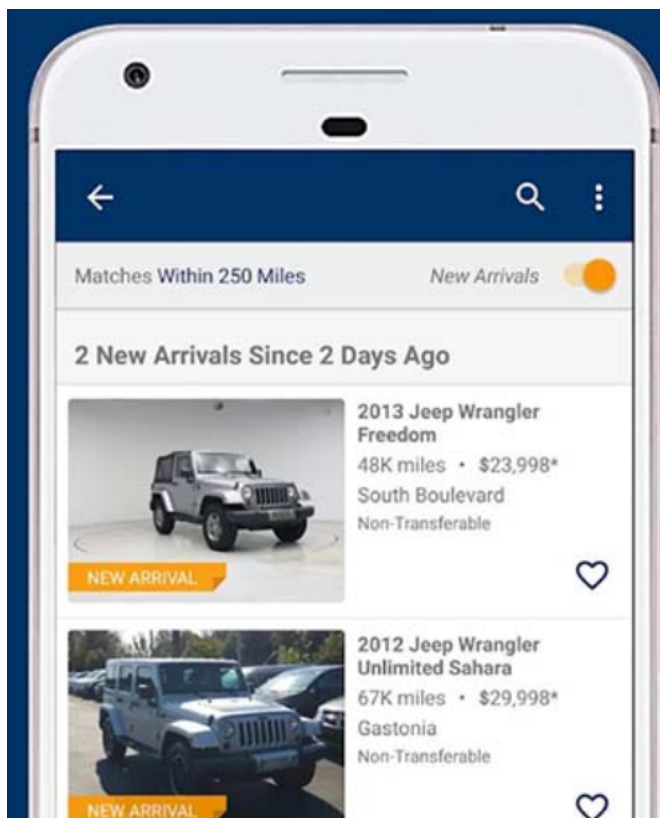 Matches Within 250 Miles New Arrivals
2 New Arrivals Since 2 Days Ago
2013 Jeep Wrangler
Freedom
48K miles • $23,998*
South Boulevard
Non-Transferable
NEW ARRIVAL
2012 Jeep Wrangler
Unlimited Sahara
67K miles • $29,998*
Gastonia
Non-Transferable
NEW ARRIVAL